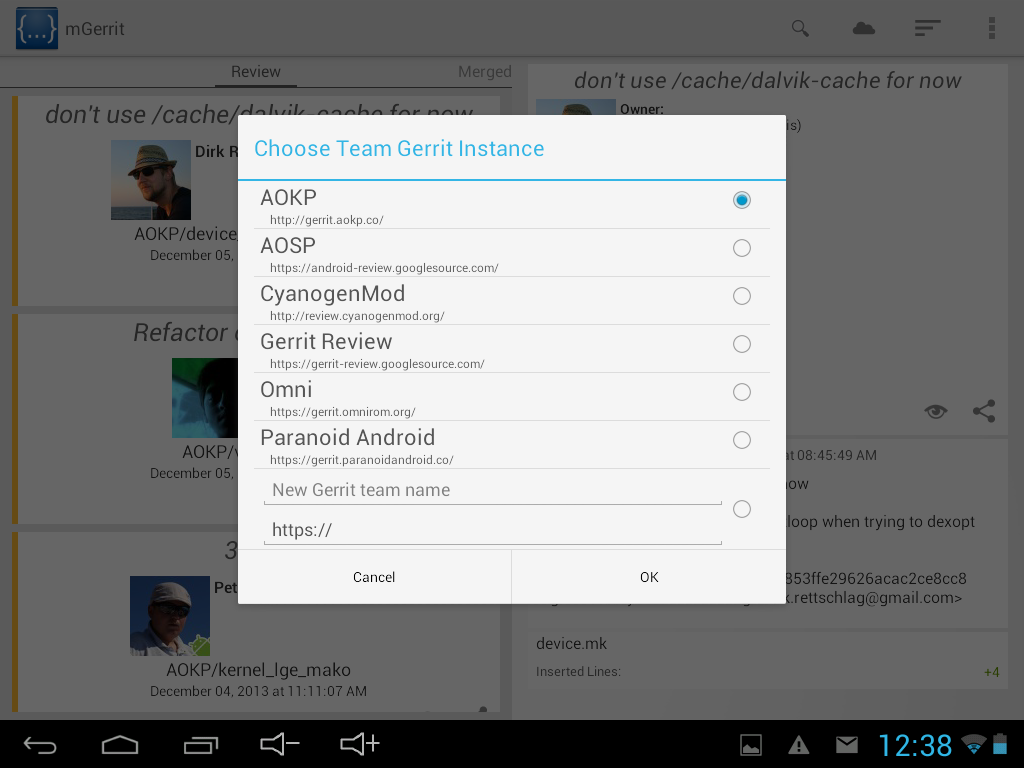 {...} mGerrit
Review
Merged
don't use /cache/dalvik-cache for now
don't use /cache/dalvik-cache for now
Dirk R
AOKP/device
December 05,
Refactor
AOKP/
December 05,
3
Pet
AOKP/kernel_lge_mako
December 04, 2013 at 11:11:07 AM
Choose Team Gerrit Instance
AOKP
http://gerrit.aokp.co/
AOSP
https://android-review.googlesource.com/
CyanogenMod
http://review.cyanogenmod.org/
Gerrit Review
https://gerrit-review.googlesource.com/
Omni
https://gerrit.omnirom.org/
Paranoid Android
https://gerrit.paranoidandroid.co/
New Gerrit team name
https://
Cancel
OK
Owner:
is)
at 08:45:49 AM
now
loop when trying to dexopt
853ffe29626acac2ce8cc8
k.rettschlag@gmail.com>
device.mk
Inserted Lines:
+4
12:38